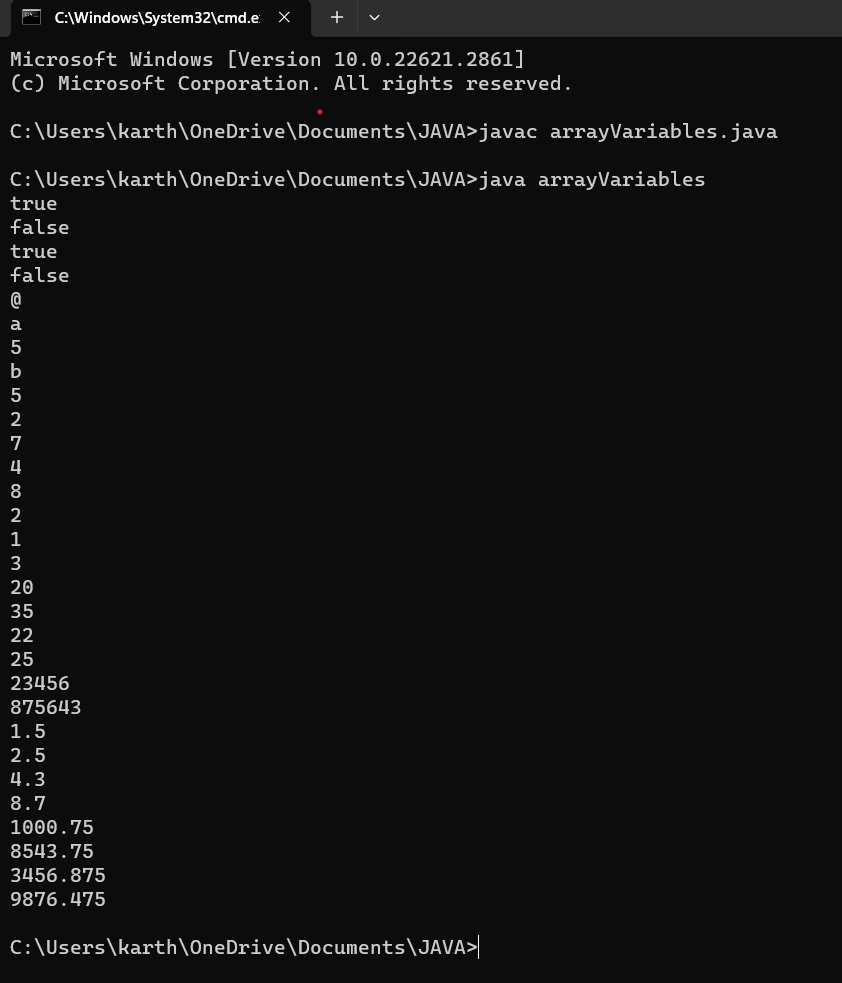 C:\Windows\System32\cmd.e
Microsoft Windows [Version 10.0.22621.2861]
(c) Microsoft Corporation. All rights reserved.
C:\Users\karth\OneDrive\Documents\JAVA>javac arrayVariables.java
C:\Users\karth\OneDrive\Documents\JAVA>java arrayVariables
true
false
true
false
@
a
5
b
5
2
7
4
8
2
1
3
20
35
22
25
23456
875643
1.5
2.5
4.3
8.7
1000.75
8543.75
3456.875
9876.475
C:\Users\karth\OneDrive\Documents\JAVA>